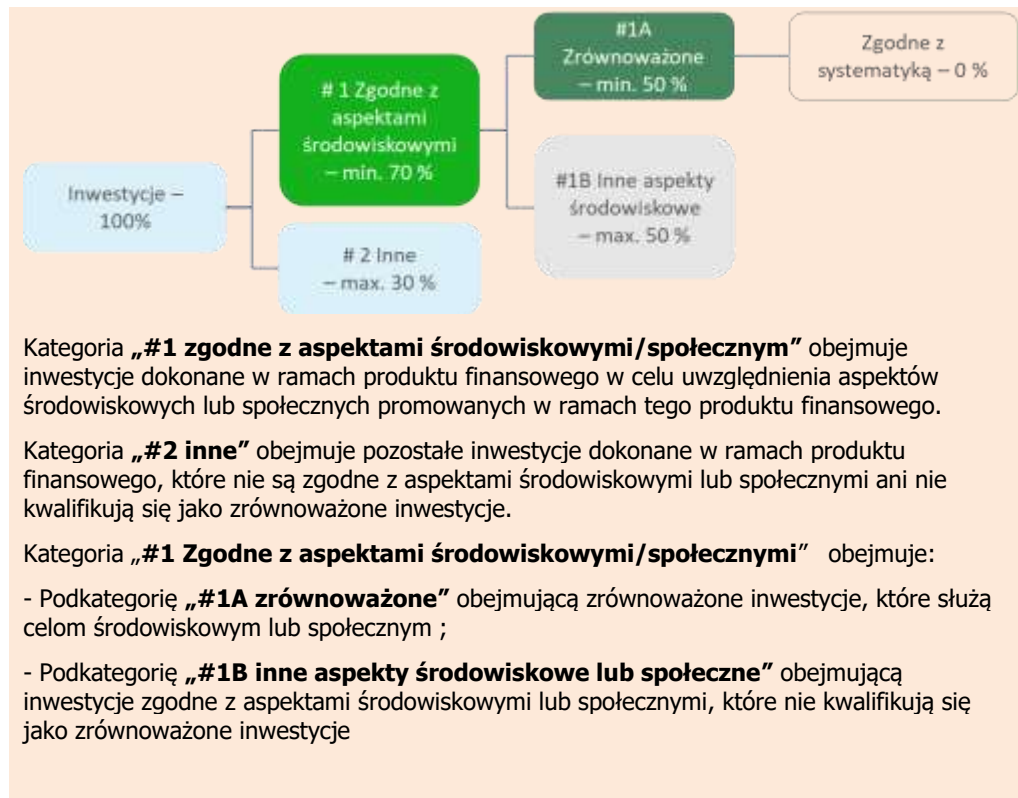 Inwestycje –
100%
# 1 Zgodne z
aspektami
środowiskowymi
– min. 70 %
# 2 Inne
– max. 30 %
#1A
Zrównoważone
– min. 50 %
#1B Inne aspekty
środowiskowe
– max. 50 %
Zgodne z
systematyką – 0 %
Kategoria „#1 zgodne z aspektami środowiskowymi/społecznym” obejmuje
inwestycje dokonane w ramach produktu finansowego w celu uwzględnienia aspektów
środowiskowych lub społecznych promowanych w ramach tego produktu finansowego.
Kategoria „#2 inne” obejmuje pozostałe inwestycje dokonane w ramach produktu
finansowego, które nie są zgodne z aspektami środowiskowymi lub społecznymi ani nie
kwalifikują się jako zrównoważone inwestycje.
Kategoria „#1 Zgodne z aspektami środowiskowymi/społecznymi” obejmuje:
- Podkategorię „#1A zrównoważone” obejmującą zrównoważone inwestycje, które służą
celom środowiskowym lub społecznym ;
- Podkategorię „#1B inne aspekty środowiskowe lub społeczne” obejmującą
inwestycje zgodne z aspektami środowiskowymi lub społecznymi, które nie kwalifikują się
jako zrównoważone inwestycje